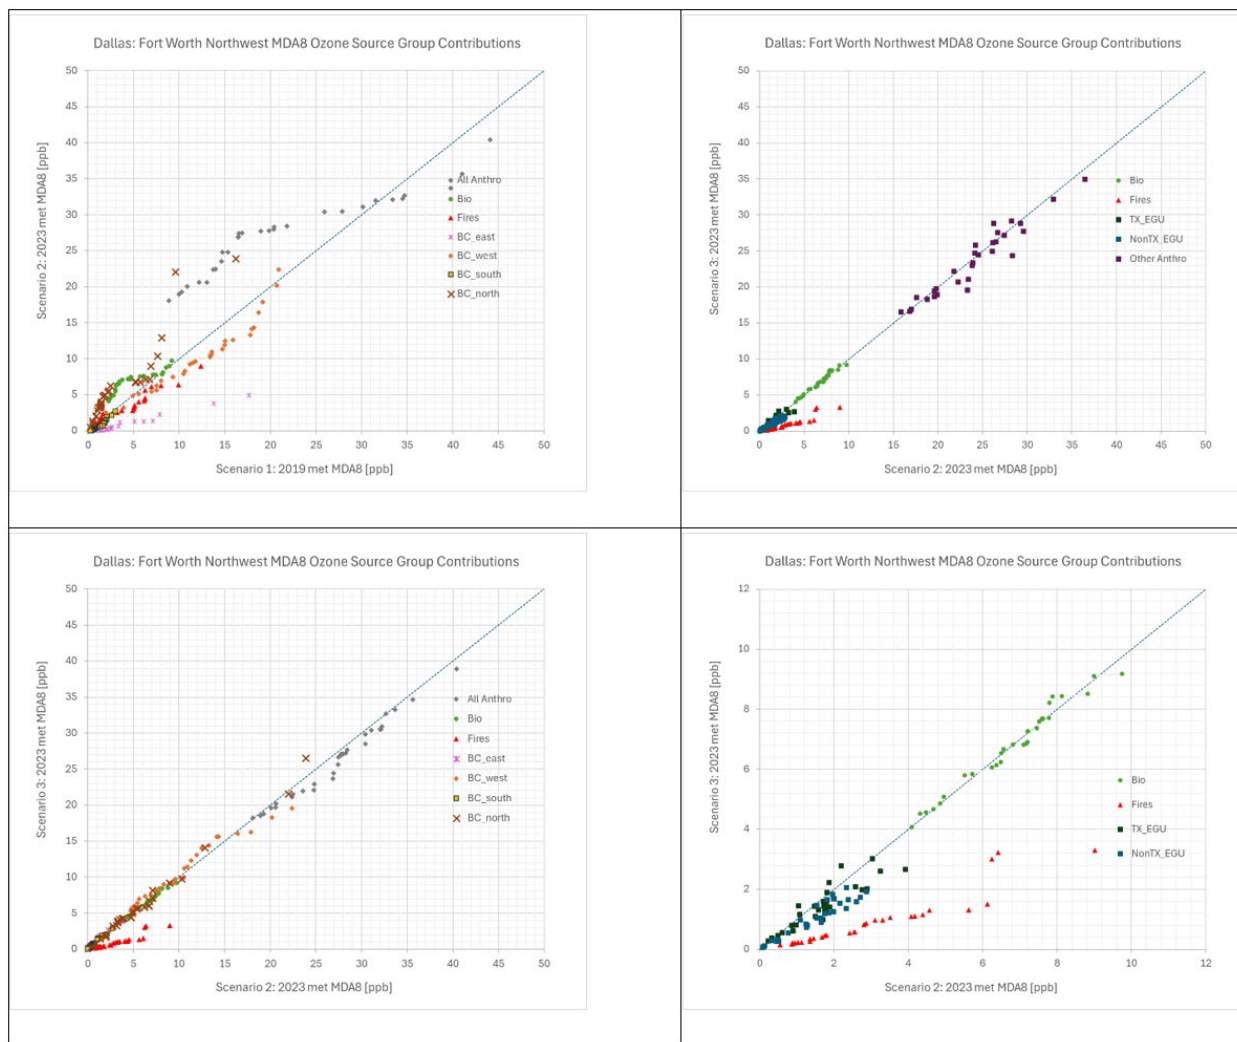 Dallas: Fort Worth Northwest MDA8 Ozone Source Group Contributions
50
45
40
35
30
25
20
15
10
5
0
Scenario 2: 2023 met MDA8 [ppb]
All Anthro
Bio
Fires
BC_east
BC_west
BC_south
BC_north
0 5 10 15 20 25 30 35 40 45 50
Scenario 1: 2019 met MDA8 [ppb]
Dallas: Fort Worth Northwest MDA8 Ozone Source Group Contributions
50
45
40
35
30
25
20
15
10
5
0
Scenario 3: 2023 met MDA8 [ppb]
Bio
Fires
TX_EGU
NonTX_EGU
Other Anthro
0 5 10 15 20 25 30 35 40 45 50
Scenario 2: 2023 met MDA8 [ppb]
Dallas: Fort Worth Northwest MDA8 Ozone Source Group Contributions
50
45
40
35
30
25
20
15
10
5
0
Scenario 3: 2023 met MDA8 [ppb]
All Anthro
Bio
Fires
BC_east
BC_west
BC_south
BC_north
0 5 10 15 20 25 30 35 40 45 50
Scenario 2: 2023 met MDA8 [ppb]
Dallas: Fort Worth Northwest MDA8 Ozone Source Group Contributions
12
10
8
6
4
2
0
Scenario 3: 2023 met MDA8 [ppb]
Bio
Fires
TX_EGU
NonTX_EGU
0 2 4 6 8 10 12
Scenario 2: 2023 met MDA8 [ppb]